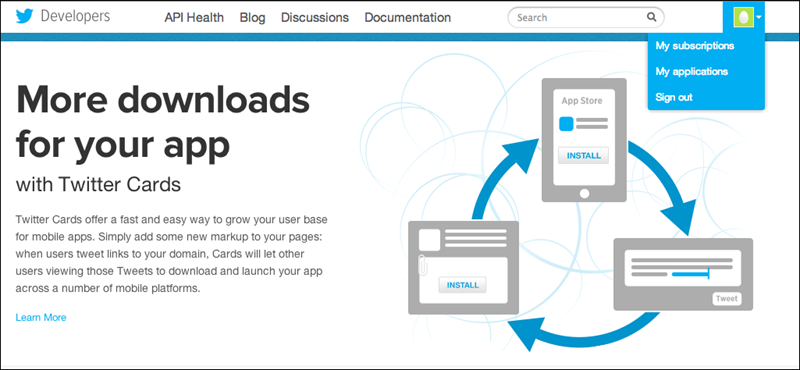 Developers API Health Blog Discussions Documentation Search
My subscriptions
My applications
Sign out
More downloads
for your app
with Twitter Cards
Twitter Cards offer a fast and easy way to grow your user base
for mobile apps. Simply add some new markup to your pages:
when users tweet links to your domain, Cards will let other
users viewing those Tweets to download and launch your app
across a number of mobile platforms.
Learn More
App Store
INSTALL
INSTALL
Tweet